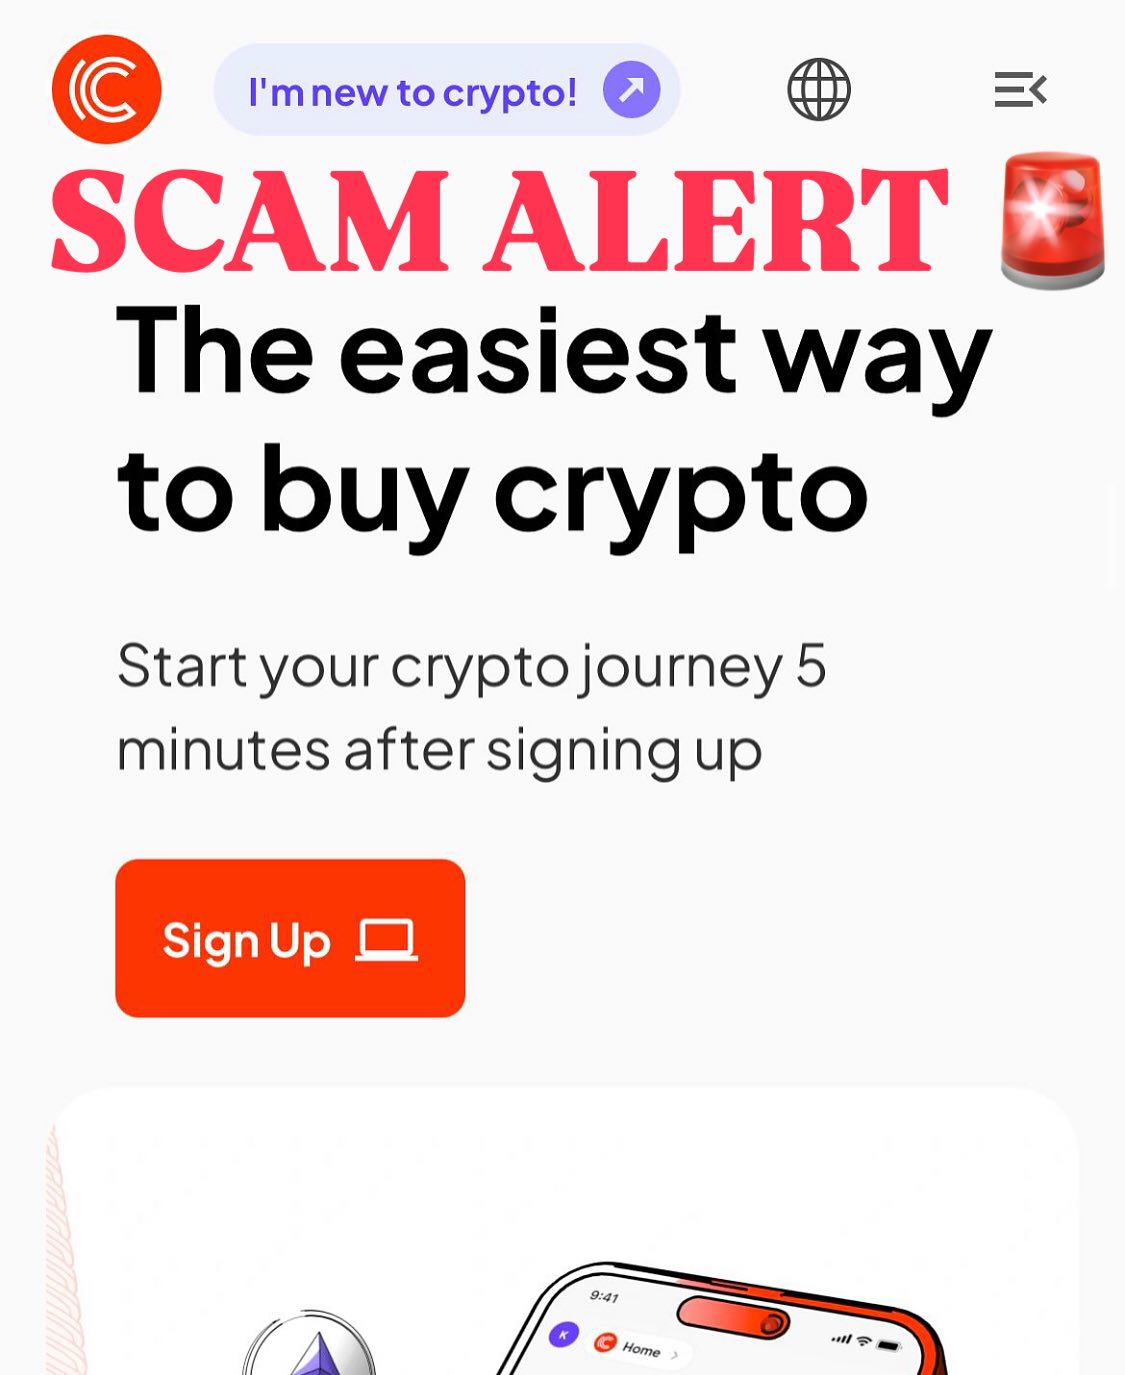 I'm new to crypto!
SCAM ALERT
The easiest way
to buy crypto
Start your crypto journey 5
minutes after signing up
Sign Up
9:41
K
Home